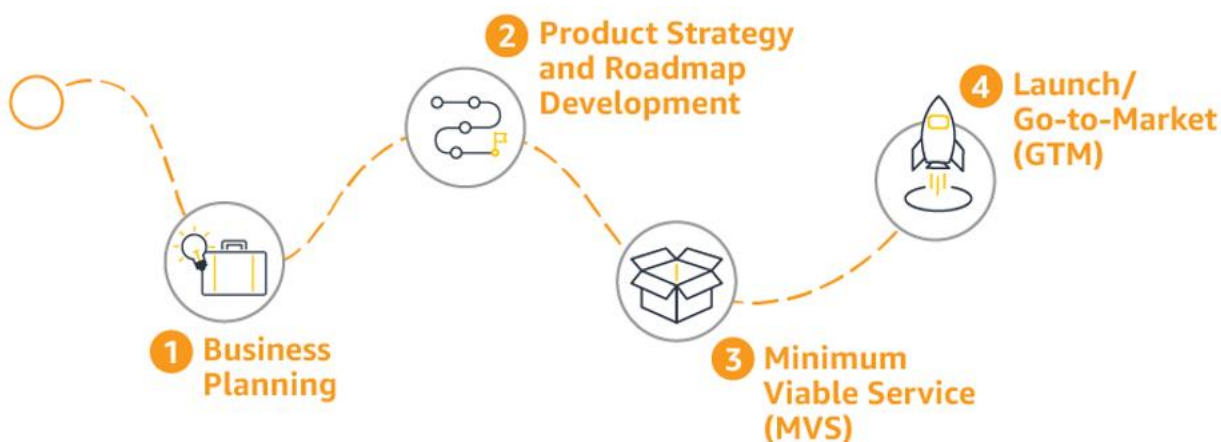 1 Business
Planning
2 Product Strategy
and Roadmap
Development
3 Minimum
Viable Service
(MVS)
4 Launch/
Go-to-Market
(GTM)